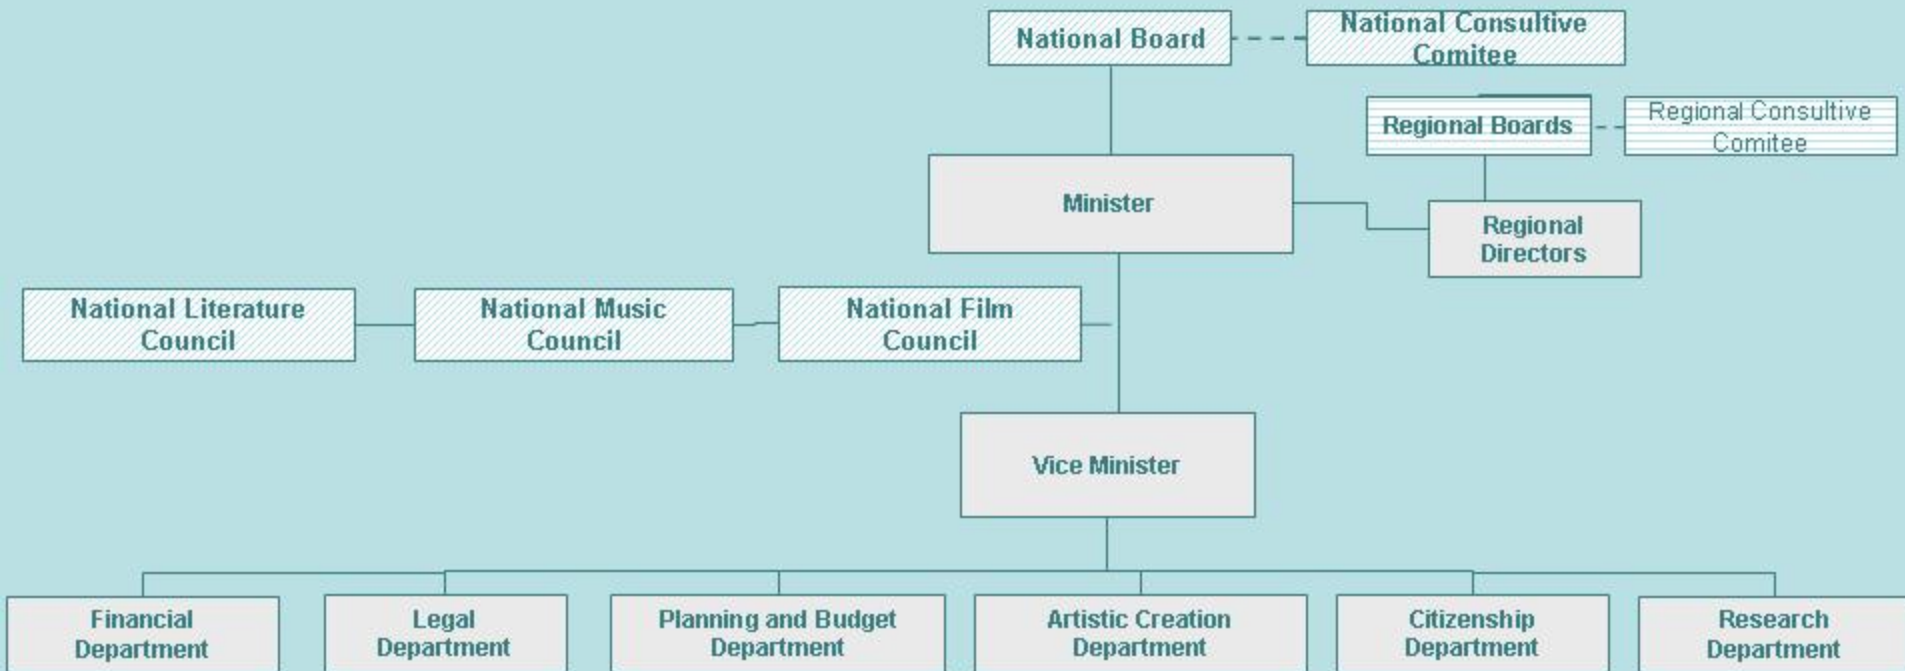 National Board
National Consultive
Comitee
Regional Boards
Regional Consultive
Comitee
Minister
Regional
Directors
National Literature
Council
National Music
Council
National Film
Council
Vice Minister
Financial
Department
Legal
Department
Planning and Budget
Department
Artistic Creation
Department
Citizenship
Department
Research
Department